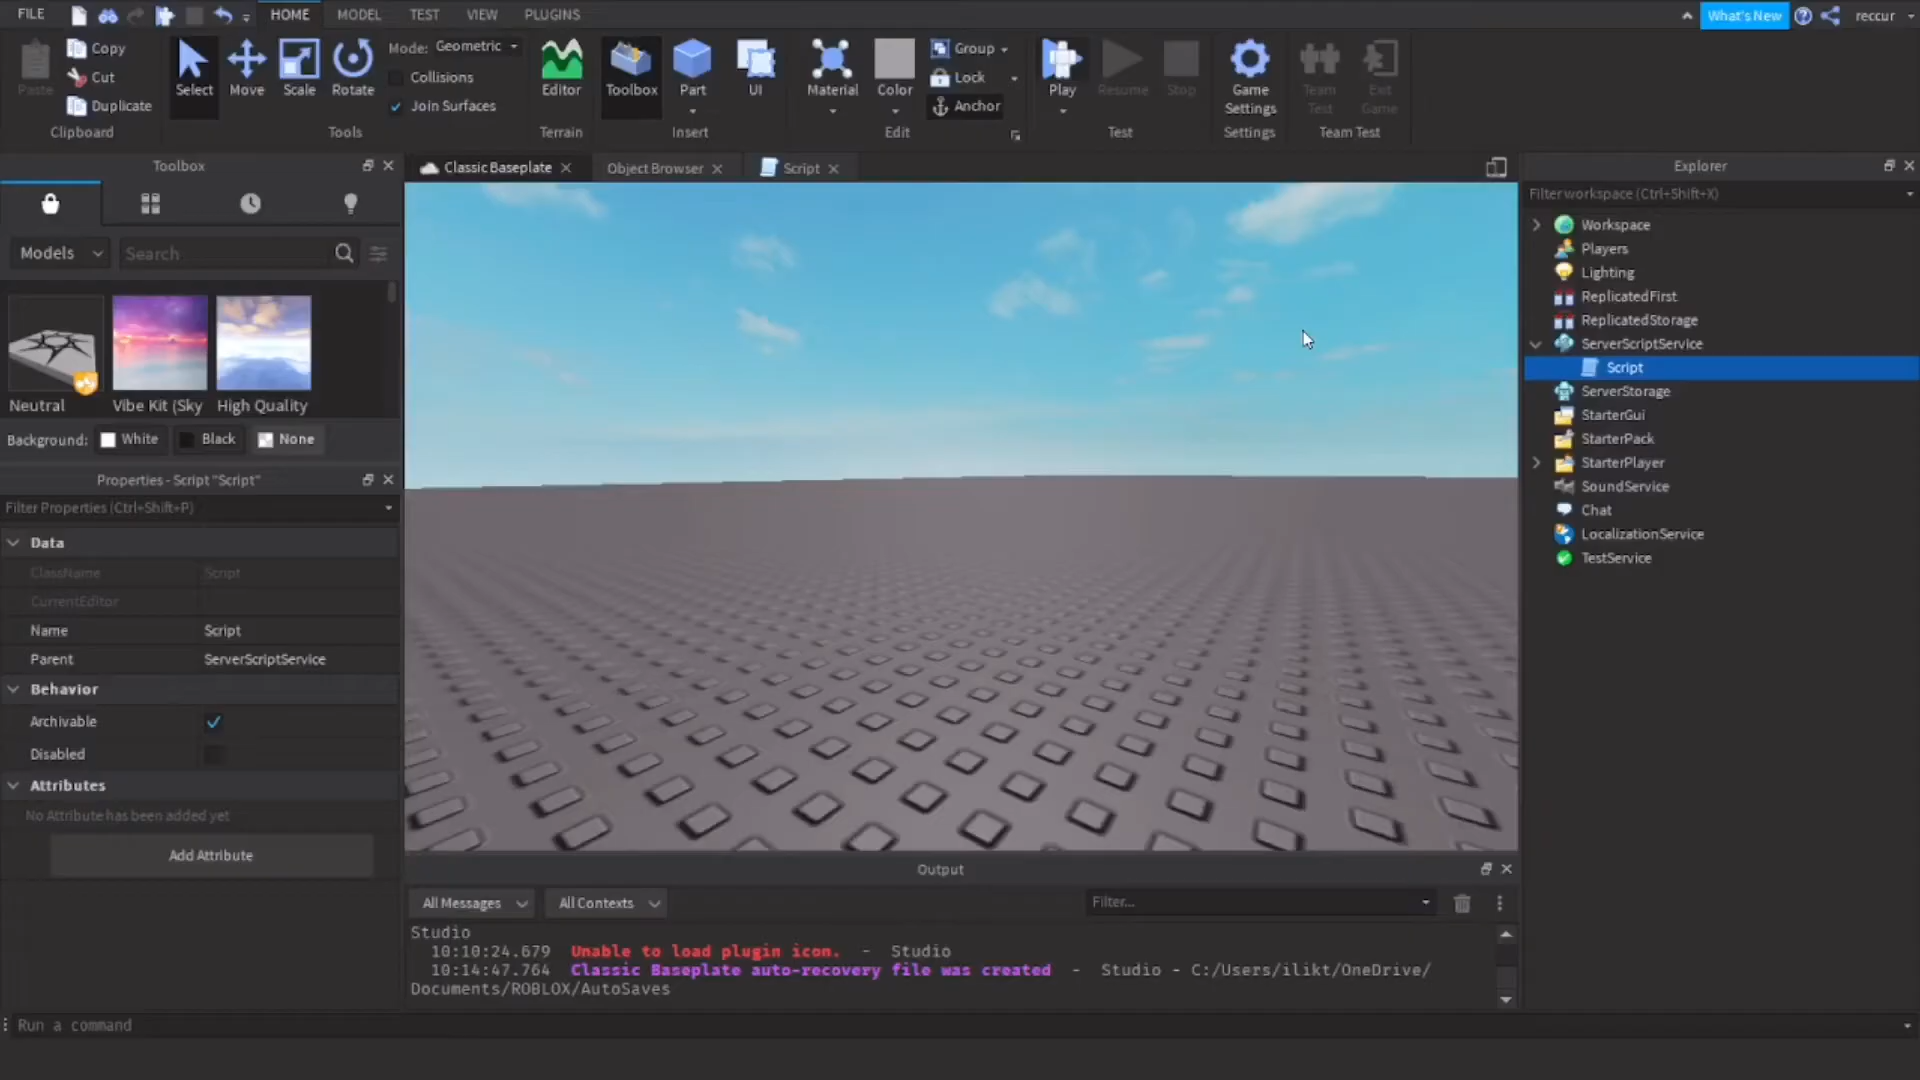 FILE
HOME
MODEL
TEST
VIEW
PLUGINS
What's New
reccur
Paste
Copy
Cut
Duplicate
Clipboard
Select
Move
Scale
Rotate
Mode: Geometric
Collisions
Join Surfaces
Tools
Editor
Terrain
Toolbox
Part
UI
Insert
Material
Color
Group
Lock
Anchor
Edit
Play
Resume
Stop
Test
Game
Settings
Settings
Team
Test
Exit
Game
Team Test
Toolbox
Models
Search
Neutral
Vibe Kit (Sky
High Quality
Background:
White
Black
None
Properties - Script "Script"
Filter Properties (Ctrl+Shift+P)
Data
ClassName Script
CurrentEditor
Name Script
Parent ServerScriptService
Behavior
Archivable
Disabled
Attributes
No Attribute has been added yet
Add Attribute
Classic Baseplate
Object Browser
Script
Output
All Messages
All Contexts
Filter...
Studio
10:10:24.679 Unable to load plugin icon. - Studio
10:14:47.764 Classic Baseplate auto-recovery file was created - Studio - C:/Users/ilikt/OneDrive/
Documents/ROBLOX/AutoSaves
Explorer
Filter workspace (Ctrl+Shift+X)
Workspace
Players
Lighting
ReplicatedFirst
ReplicatedStorage
ServerScriptService
Script
ServerStorage
StarterGui
StarterPack
StarterPlayer
SoundService
Chat
LocalizationService
TestService
Run a command